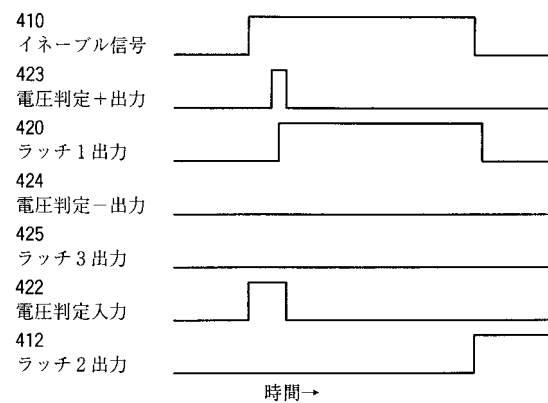 410
イネーブル信号
423
電圧判定＋出力
420
ラッチ1出力
424
電圧判定－出力
425
ラッチ3出力
422
電圧判定入力
412
ラッチ2出力
時間→